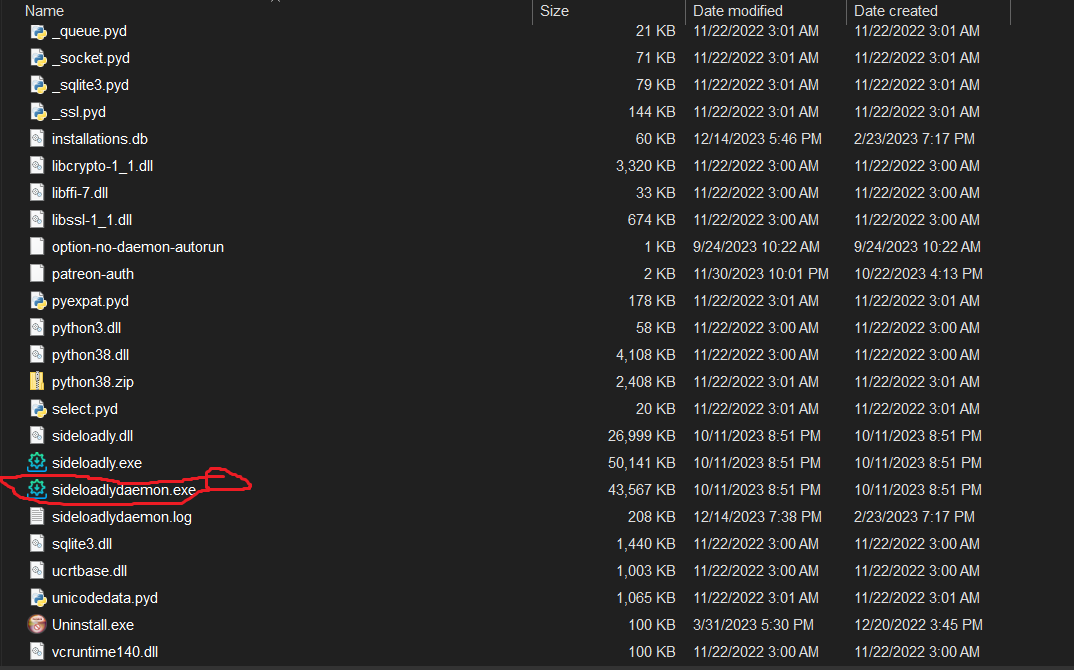 Name Size Date modified Date created
_queue.pyd 21 KB 11/22/2022 3:01 AM 11/22/2022 3:01 AM
_socket.pyd 71 KB 11/22/2022 3:01 AM 11/22/2022 3:01 AM
_sqlite3.pyd 79 KB 11/22/2022 3:01 AM 11/22/2022 3:01 AM
_ssl.pyd 144 KB 11/22/2022 3:01 AM 11/22/2022 3:01 AM
installations.db 60 KB 12/14/2023 5:46 PM 2/23/2023 7:17 PM
libcrypto-1_1.dll 3,320 KB 11/22/2022 3:00 AM 11/22/2022 3:00 AM
libffi-7.dll 33 KB 11/22/2022 3:00 AM 11/22/2022 3:00 AM
libssl-1_1.dll 674 KB 11/22/2022 3:00 AM 11/22/2022 3:00 AM
option-no-daemon-autorun 1 KB 9/24/2023 10:22 AM 9/24/2023 10:22 AM
patreon-auth 2 KB 11/30/2023 10:01 PM 10/22/2023 4:13 PM
pyexpat.pyd 178 KB 11/22/2022 3:01 AM 11/22/2022 3:01 AM
python3.dll 58 KB 11/22/2022 3:00 AM 11/22/2022 3:00 AM
python38.dll 4,108 KB 11/22/2022 3:00 AM 11/22/2022 3:00 AM
python38.zip 2,408 KB 11/22/2022 3:01 AM 11/22/2022 3:01 AM
select.pyd 20 KB 11/22/2022 3:01 AM 11/22/2022 3:01 AM
sideloadly.dll 26,999 KB 10/11/2023 8:51 PM 10/11/2023 8:51 PM
sideloadly.exe 50,141 KB 10/11/2023 8:51 PM 10/11/2023 8:51 PM
sideloadlydaemon.exe 43,567 KB 10/11/2023 8:51 PM 10/11/2023 8:51 PM
sideloadlydaemon.log 208 KB 12/14/2023 7:38 PM 2/23/2023 7:17 PM
sqlite3.dll 1,440 KB 11/22/2022 3:00 AM 11/22/2022 3:00 AM
ucrtbase.dll 1,003 KB 11/22/2022 3:00 AM 11/22/2022 3:00 AM
unicodedata.pyd 1,065 KB 11/22/2022 3:01 AM 11/22/2022 3:01 AM
Uninstall.exe 100 KB 3/31/2023 5:30 PM 12/20/2022 3:45 PM
vcruntime140.dll 100 KB 11/22/2022 3:00 AM 11/22/2022 3:00 AM